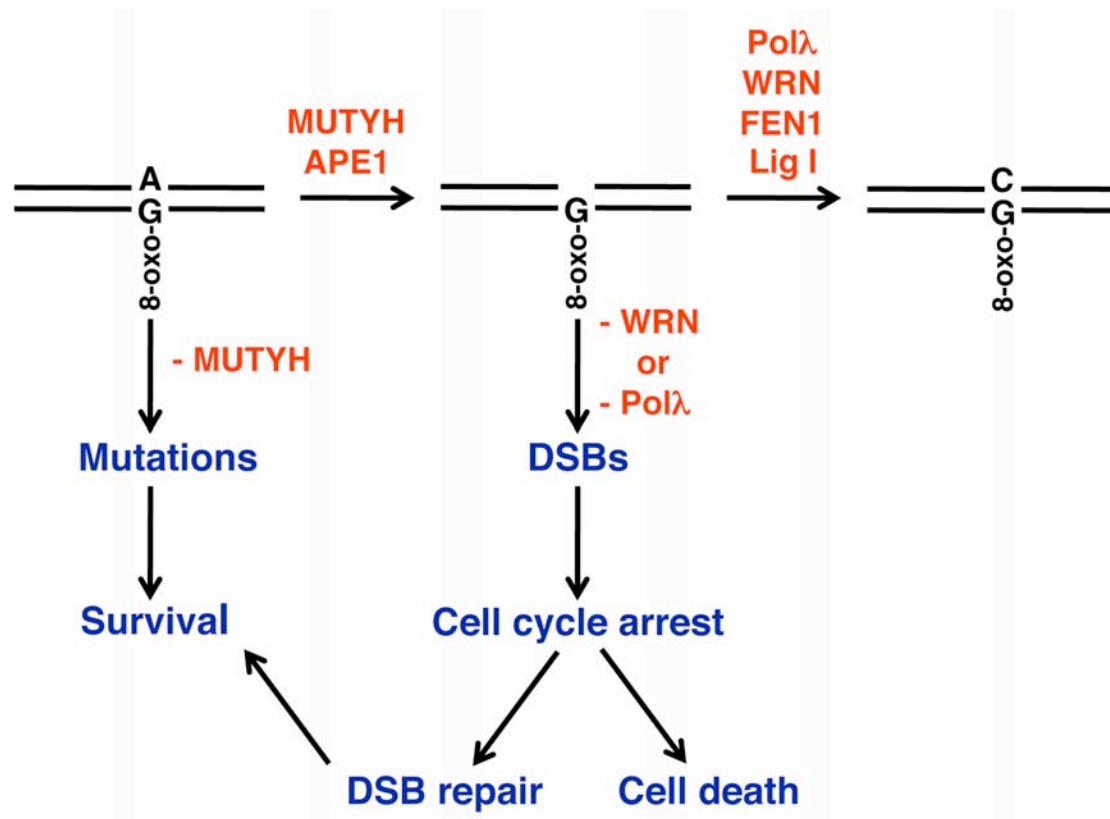 MUTYH
APE1
Polλ
WRN
FEN1
Lig I
A
G
8-oxo-
G
8-oxo-
C
G
8-oxo-
- MUTYH
- WRN
or
- Polλ
Mutations
DSBs
Survival
Cell cycle arrest
DSB repair
Cell death